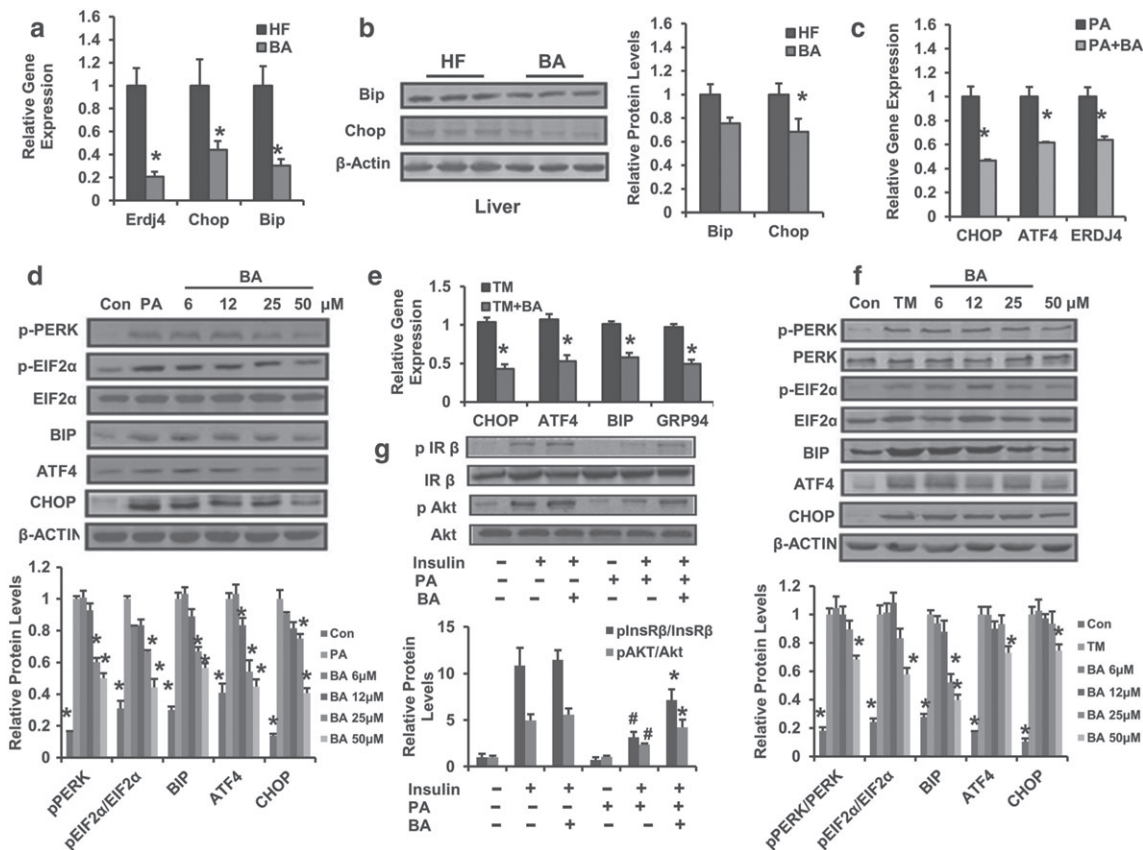 a
Relative Gene Expression
1.6
1.4
1.2
1
0.8
0.6
0.4
0.2
0
HF
BA
*
*
*
Erdj4 Chop Bip
b
HF BA
Bip
Chop
β-Actin
Liver
Relative Protein Levels
1.6
1.4
1.2
1
0.8
0.6
0.4
0.2
0
HF
BA
*
Bip Chop
c
Relative Gene Expression
1.6
1.4
1.2
1
0.8
0.6
0.4
0.2
0
PA
PA+BA
*
*
*
CHOP ATF4 ERDJ4
d
BA
Con PA 6 12 25 50 μM
p-PERK
p-EIF2α
EIF2α
BIP
ATF4
CHOP
β-ACTIN
Relative Protein Levels
1.2
1
0.8
0.6
0.4
0.2
0
* * *
* *
* * *
* * * *
* * *
Con
PA
BA 6μM
BA 12μM
BA 25μM
BA 50μM
pPERK
pEIF2α/EIF2α
BIP
ATF4
CHOP
e
Relative Gene Expression
1.5
1
0.5
0
TM
TM+BA
*
*
*
*
CHOP ATF4 BIP GRP94
g
p IR β
IR β
p Akt
Akt
Insulin – + + – + +
PA – – – + + +
BA + +
Relative Protein Levels
15
10
5
0
pInsRβ/InsRβ
pAKT/Akt
# #
* *
Insulin – + + – + +
PA – – – + + +
BA + +
f
BA
Con TM 6 12 25 50 μM
p-PERK
PERK
p-EIF2α
EIF2α
BIP
ATF4
CHOP
β-ACTIN
Relative Protein Levels
1.2
1
0.8
0.6
0.4
0.2
0
* *
* *
* * *
* *
* *
Con
TM
BA 6μM
BA 12μM
BA 25μM
BA 50μM
pPERK/PERK
pEIF2α/EIF2α
BIP
ATF4
CHOP